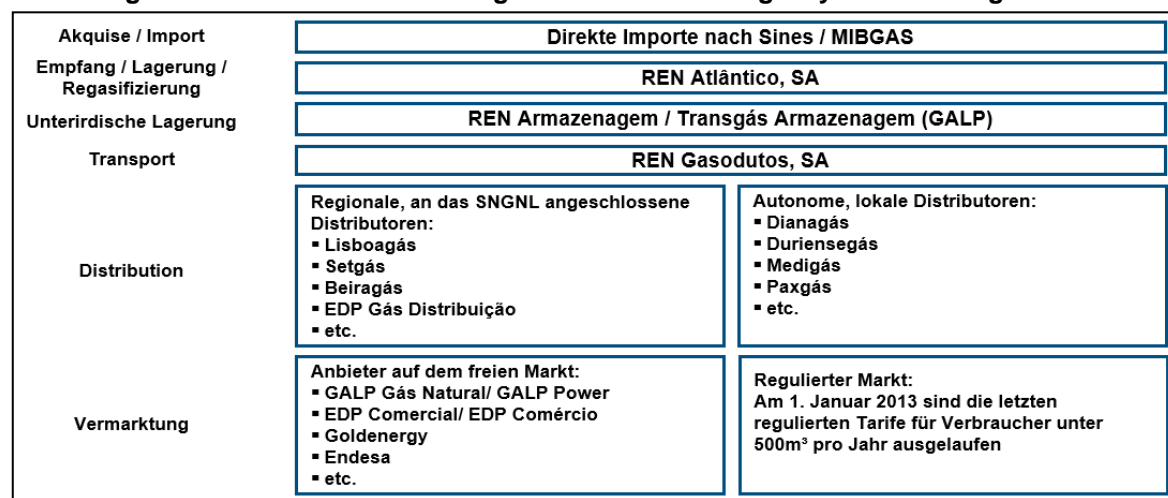 Akquise / Import
Direkte Importe nach Sines / MIBGAS
Empfang / Lagerung /
Regasifizierung
REN Atlântico, SA
Unterirdische Lagerung
REN Armazenagem / Transgás Armazenagem (GALP)
Transport
REN Gasodutos, SA
Distribution
Regionale, an das SNGNL angeschlossene
Distributoren:
▪ Lisboagás
▪ Setgás
▪ Beiragás
▪ EDP Gás Distribuição
▪ etc.
Autonome, lokale Distributoren:
▪ Dianagás
▪ Duriensegás
▪ Medigás
▪ Paxgás
▪ etc.
Vermarktung
Anbieter auf dem freien Markt:
▪ GALP Gás Natural/ GALP Power
▪ EDP Comercial/ EDP Comércio
▪ Goldenergy
▪ Endesa
▪ etc.
Regulierter Markt:
Am 1. Januar 2013 sind die letzten
regulierten Tarife für Verbraucher unter
500m³ pro Jahr ausgelaufen